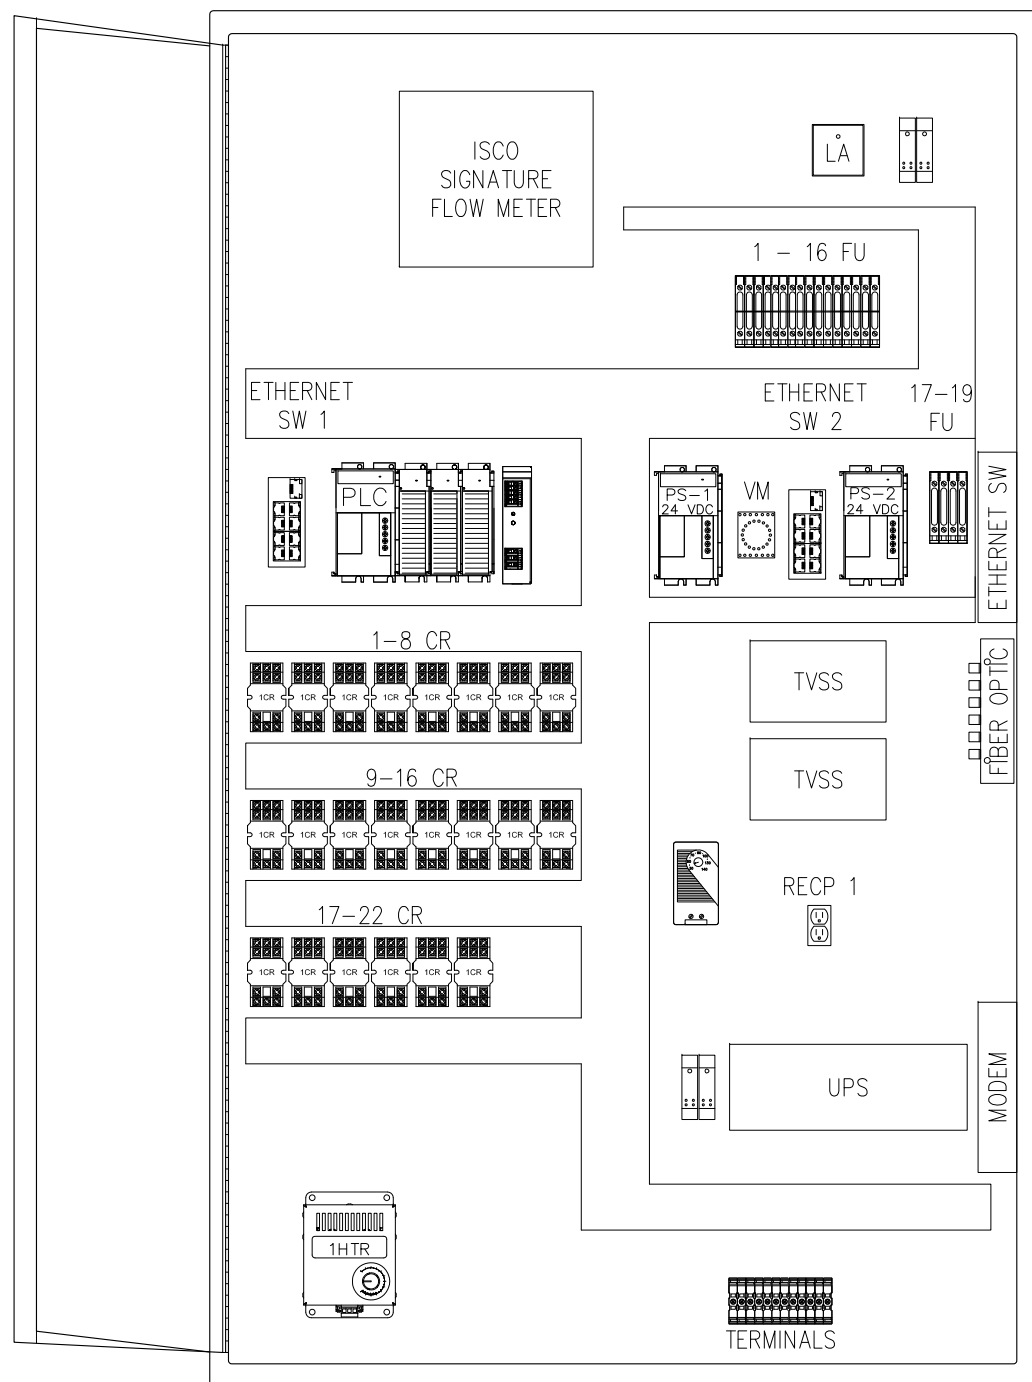 ISCO
SIGNATURE
FLOW METER
LA
1 - 16 FU
ETHERNET
SW 1
ETHERNET
SW 2
17-19
FU
PLC
PS-1
24 VDC
VM
PS-2
24 VDC
ETHERNET SW
1-8 CR
1CR 1CR 1CR 1CR 1CR 1CR 1CR 1CR
TVSS
FIBER OPTIC
9-16 CR
TVSS
1CR 1CR 1CR 1CR 1CR 1CR 1CR 1CR
RECP 1
17-22 CR
1CR 1CR 1CR 1CR 1CR 1CR
UPS
MODEM
1HTR
TERMINALS